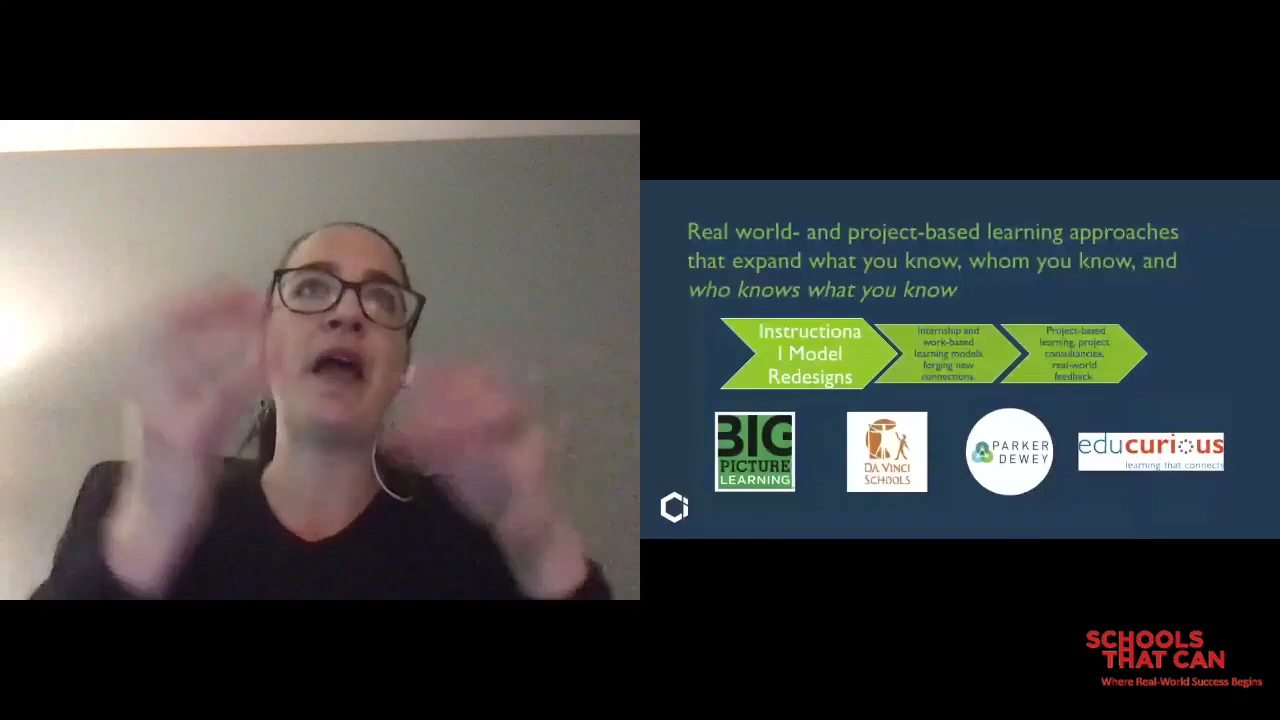 Real world- and project-based learning approaches
that expand what you know, whom you know, and
who knows what you know
Instructiona
l Model
Redesigns
Internship and
work-based
learning models
forging new
connections
Project-based
learning, project
consultancies,
real-world
feedback
BIG
PICTURE
LEARNING
DA VINCI
SCHOOLS
PARKER
DEWEY
educurious
learning that connects
Ci
SCHOOLS
THAT CAN
Where Real-World Success Begins